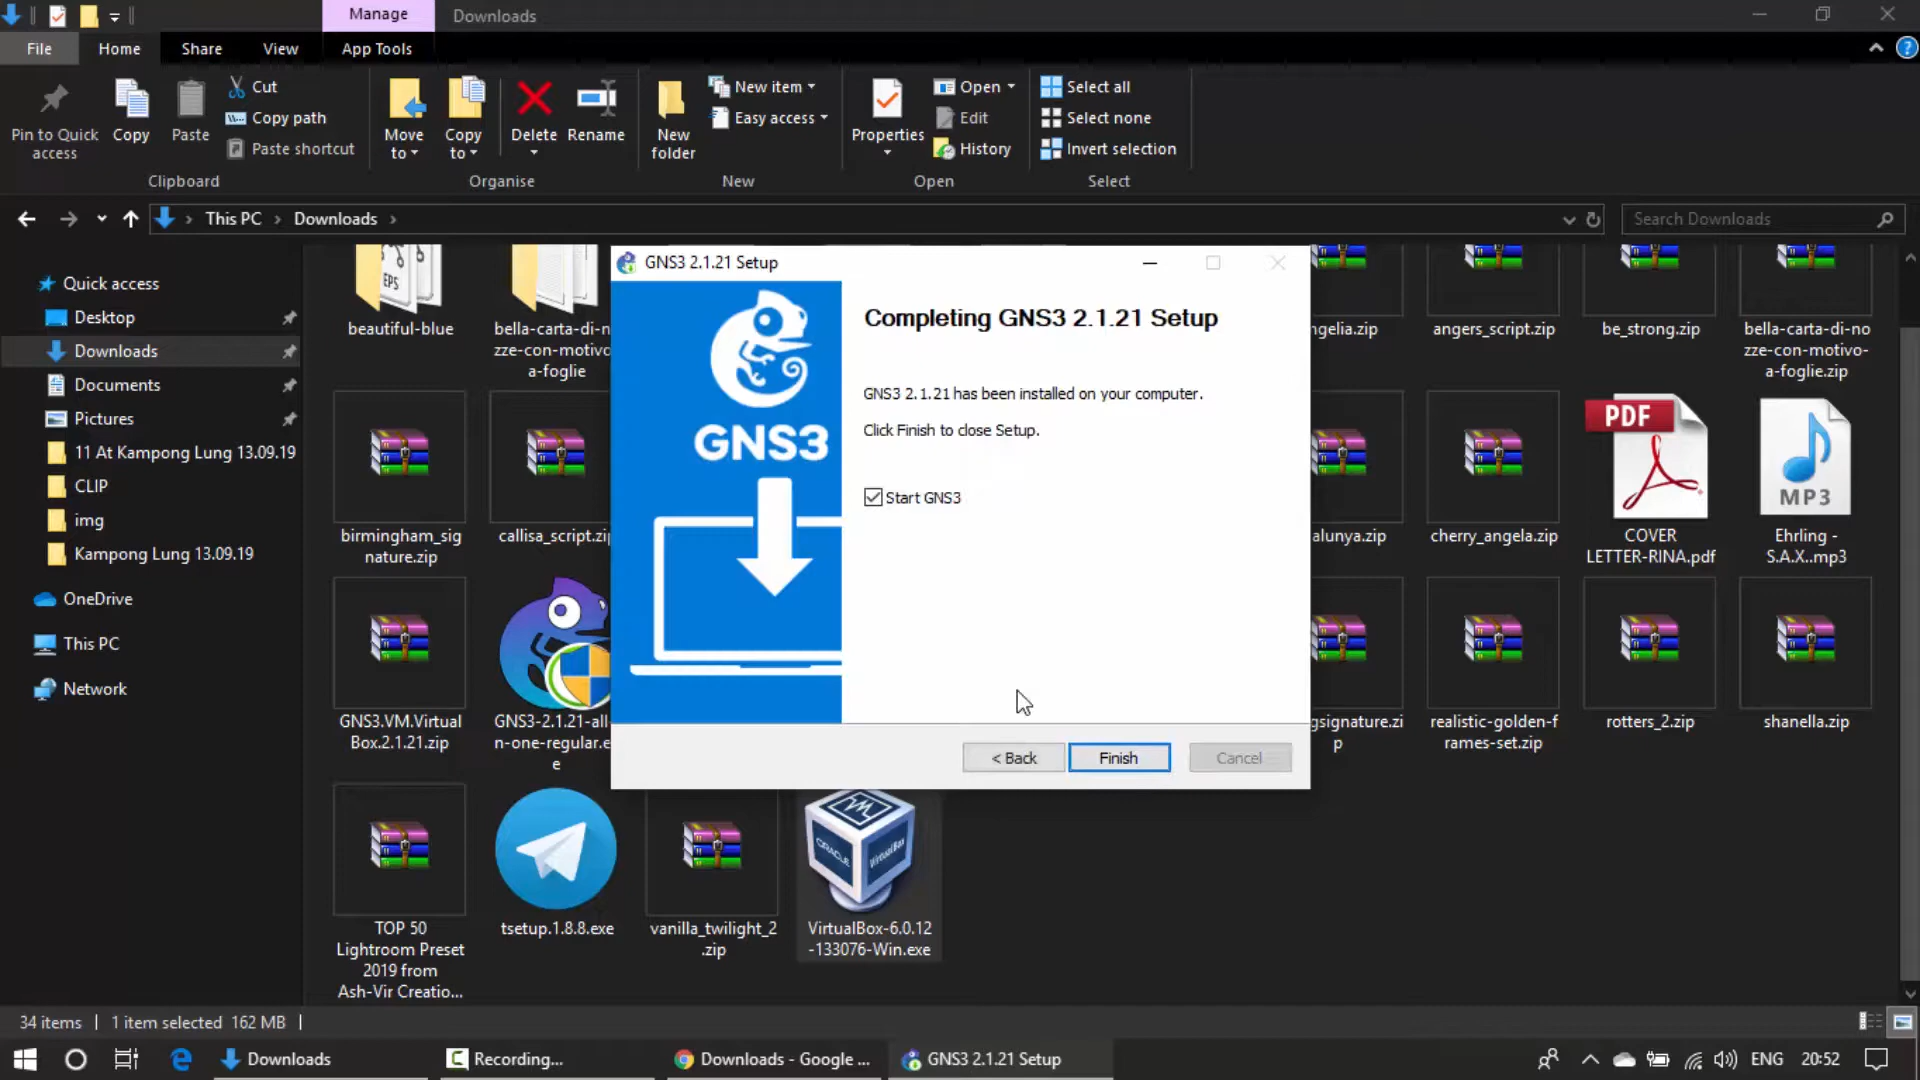 Manage
Downloads
File
Home
Share
View
App Tools
Pin to Quick
access
Copy
Paste
Cut
Copy path
Paste shortcut
Clipboard
Move
to
Copy
to
Delete
Rename
Organise
New
folder
New item
Easy access
New
Properties
Open
Edit
History
Open
Select all
Select none
Invert selection
Select
This PC
Downloads
Search Downloads
Quick access
Desktop
Downloads
Documents
Pictures
11 At Kampong Lung 13.09.19
CLIP
img
Kampong Lung 13.09.19
OneDrive
This PC
Network
EPS
beautiful-blue
bella-carta-di-n
zze-con-motivo
a-foglie
ngelia.zip
angers_script.zip
be_strong.zip
bella-carta-di-no
zze-con-motivo-
a-foglie.zip
GNS3 2.1.21 Setup
GNS3
Completing GNS3 2.1.21 Setup
GNS3 2.1.21 has been installed on your computer.
Click Finish to close Setup.
Start GNS3
< Back
Finish
Cancel
birmingham_sig
nature.zip
callisa_script.zip
alunya.zip
cherry_angela.zip
PDF
COVER
LETTER-RINA.pdf
MP3
Ehrling -
S.A.X..mp3
GNS3.VM.Virtual
Box.2.1.21.zip
GNS3-2.1.21-all
n-one-regular.e
e
gsignature.zi
p
realistic-golden-f
rames-set.zip
rotters_2.zip
shanella.zip
TOP 50
Lightroom Preset
2019 from
Ash-Vir Creatio...
tsetup.1.8.8.exe
vanilla_twilight_2
.zip
ORACLE
VirtualBox
VirtualBox-6.0.12
-133076-Win.exe
34 items
1 item selected 162 MB
Downloads
Recording...
Downloads - Google ...
GNS3 2.1.21 Setup
ENG
20:52